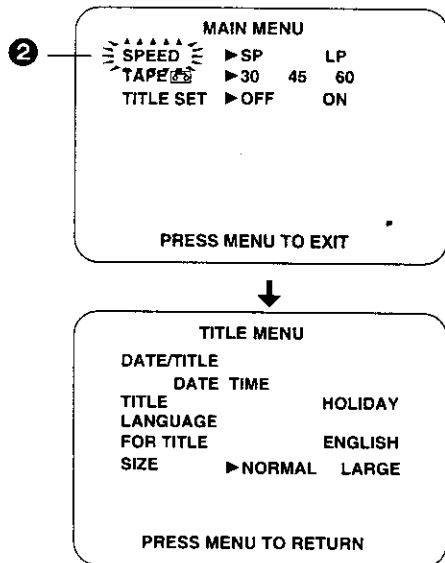 MAIN MENU
2 SPEED ▶SP LP
TAPE ▶30 45 60
TITLE SET ▶OFF ON
PRESS MENU TO EXIT
TITLE MENU
DATE/TITLE
DATE TIME
TITLE HOLIDAY
LANGUAGE
FOR TITLE ENGLISH
SIZE ▶NORMAL LARGE
PRESS MENU TO RETURN